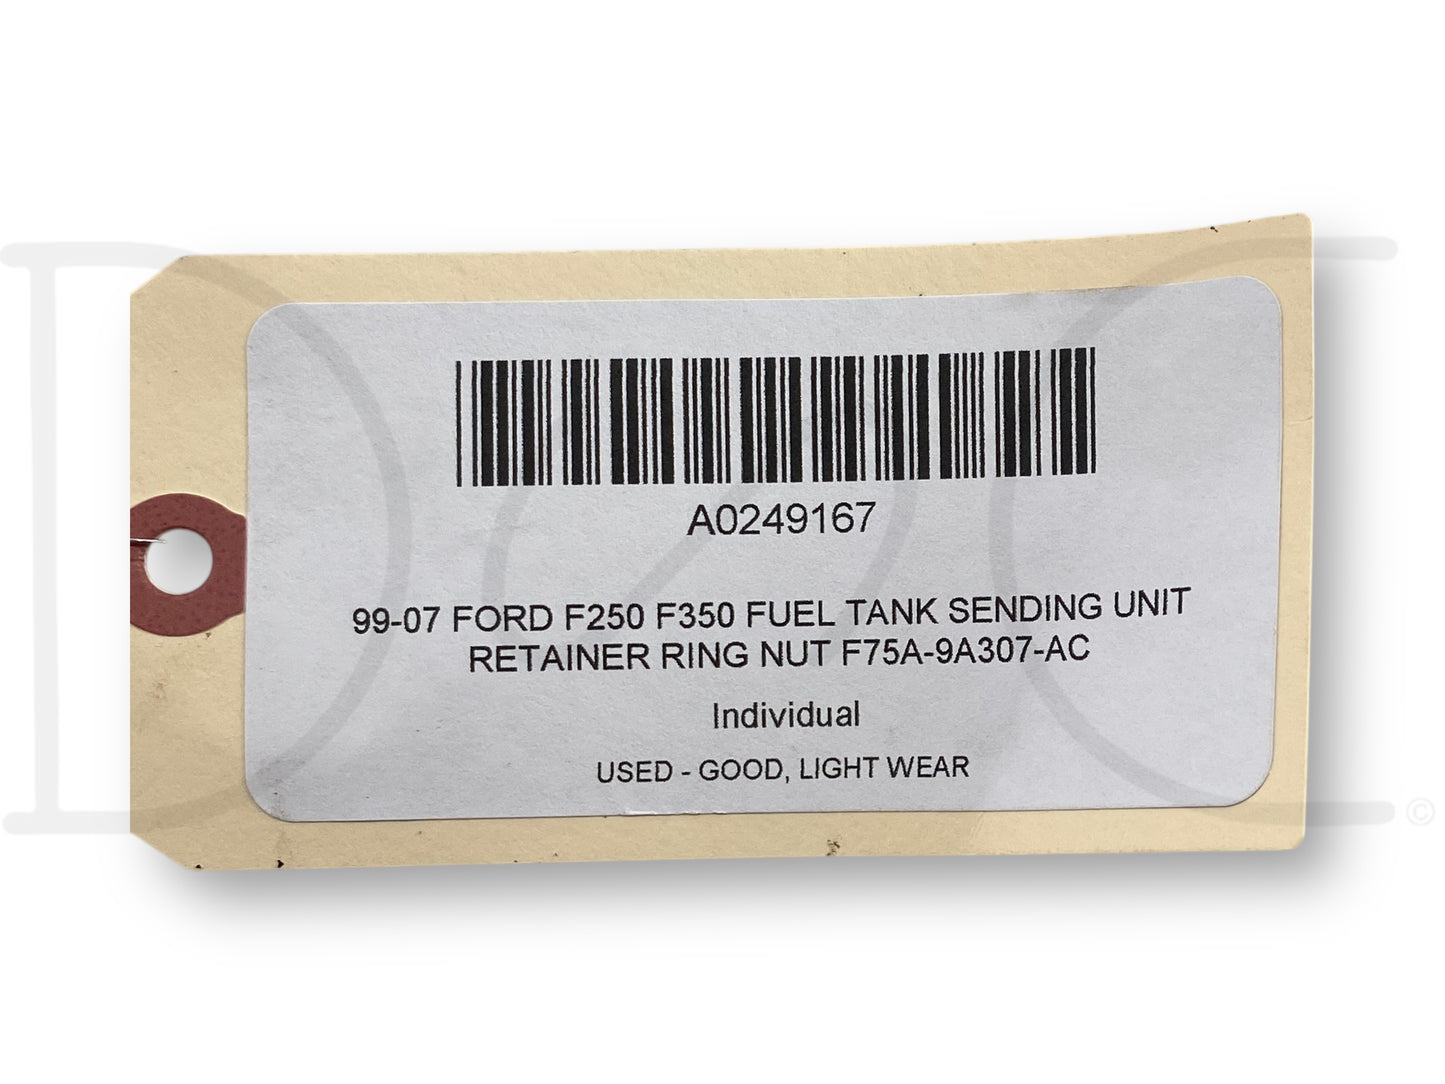 A0249167
99-07 FORD F250 F350 FUEL TANK SENDING UNIT
RETAINER RING NUT F75A-9A307-AC
Individual
USED - GOOD, LIGHT WEAR
©